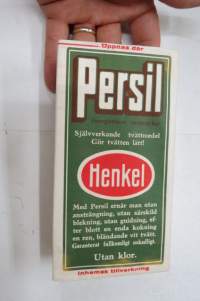 Öppnas här
Persil
Självverkande tvättmedel
Gör tvätten lätt!
Henkel
Med Persil ernår man utan
ansträngning, utan särskild
blekning, utan gnidning, ef-
ter blott en enda kokning
en ren, bländande vit tvätt.
Garanterat fullkomligt oskadligt.
Utan klor.
Inhemsk tillverkning